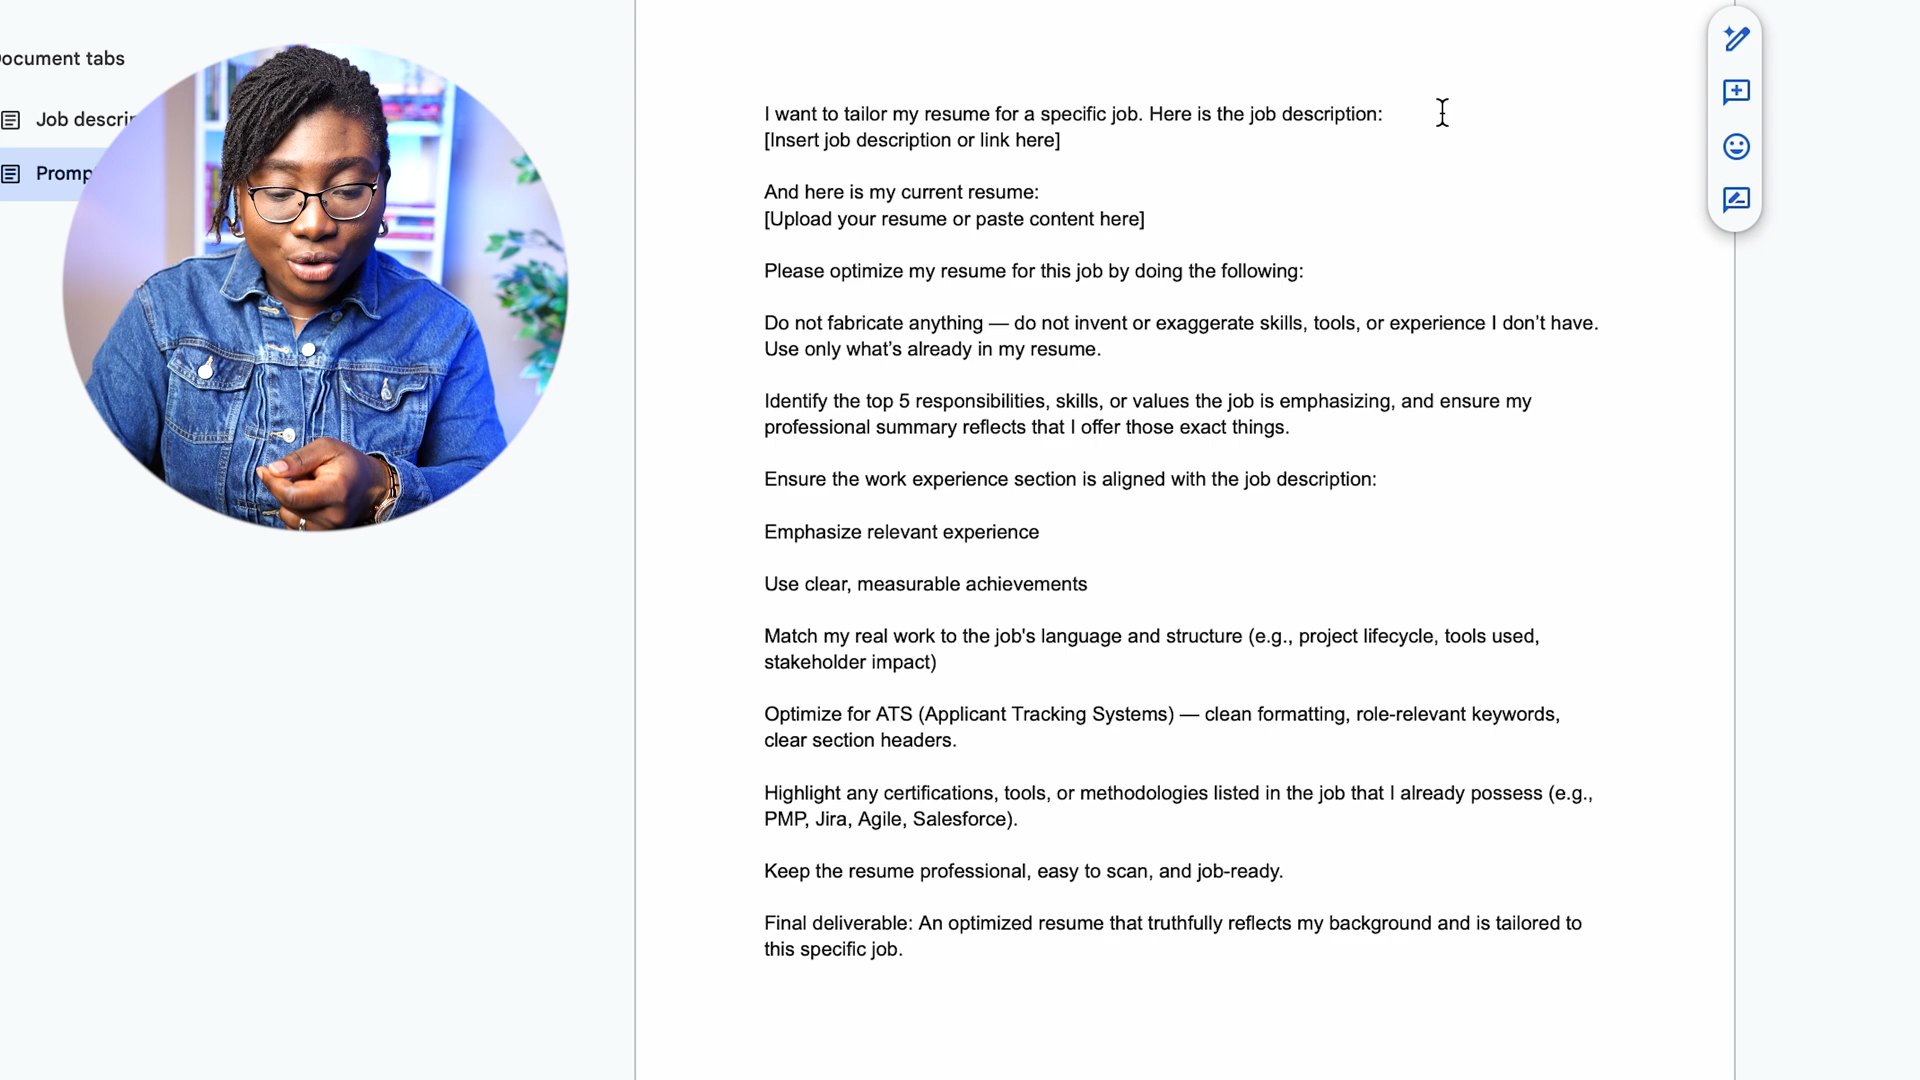 ocument tabs
Job descrip
Promp
I want to tailor my resume for a specific job. Here is the job description:
[Insert job description or link here]
And here is my current resume:
[Upload your resume or paste content here]
Please optimize my resume for this job by doing the following:
Do not fabricate anything — do not invent or exaggerate skills, tools, or experience I don’t have.
Use only what’s already in my resume.
Identify the top 5 responsibilities, skills, or values the job is emphasizing, and ensure my
professional summary reflects that I offer those exact things.
Ensure the work experience section is aligned with the job description:
Emphasize relevant experience
Use clear, measurable achievements
Match my real work to the job's language and structure (e.g., project lifecycle, tools used,
stakeholder impact)
Optimize for ATS (Applicant Tracking Systems) — clean formatting, role-relevant keywords,
clear section headers.
Highlight any certifications, tools, or methodologies listed in the job that I already possess (e.g.,
PMP, Jira, Agile, Salesforce).
Keep the resume professional, easy to scan, and job-ready.
Final deliverable: An optimized resume that truthfully reflects my background and is tailored to
this specific job.